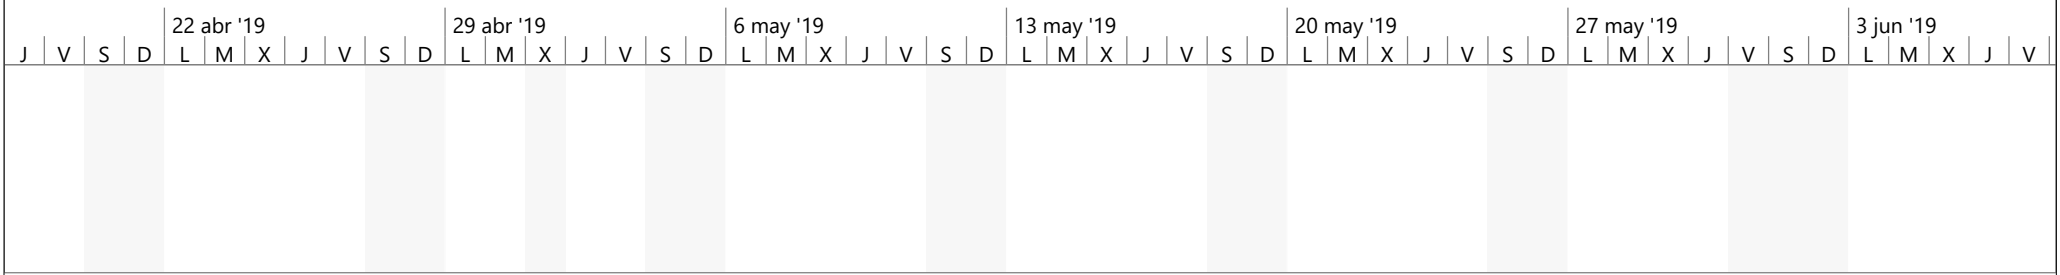 22 abr '19 29 abr '19 6 may '19 13 may '19 20 may '19 27 may '19 3 jun '19
J V S D L M X J V S D L M X J V S D L M X J V S D L M X J V S D L M X J V S D L M X J V S D L M X J V